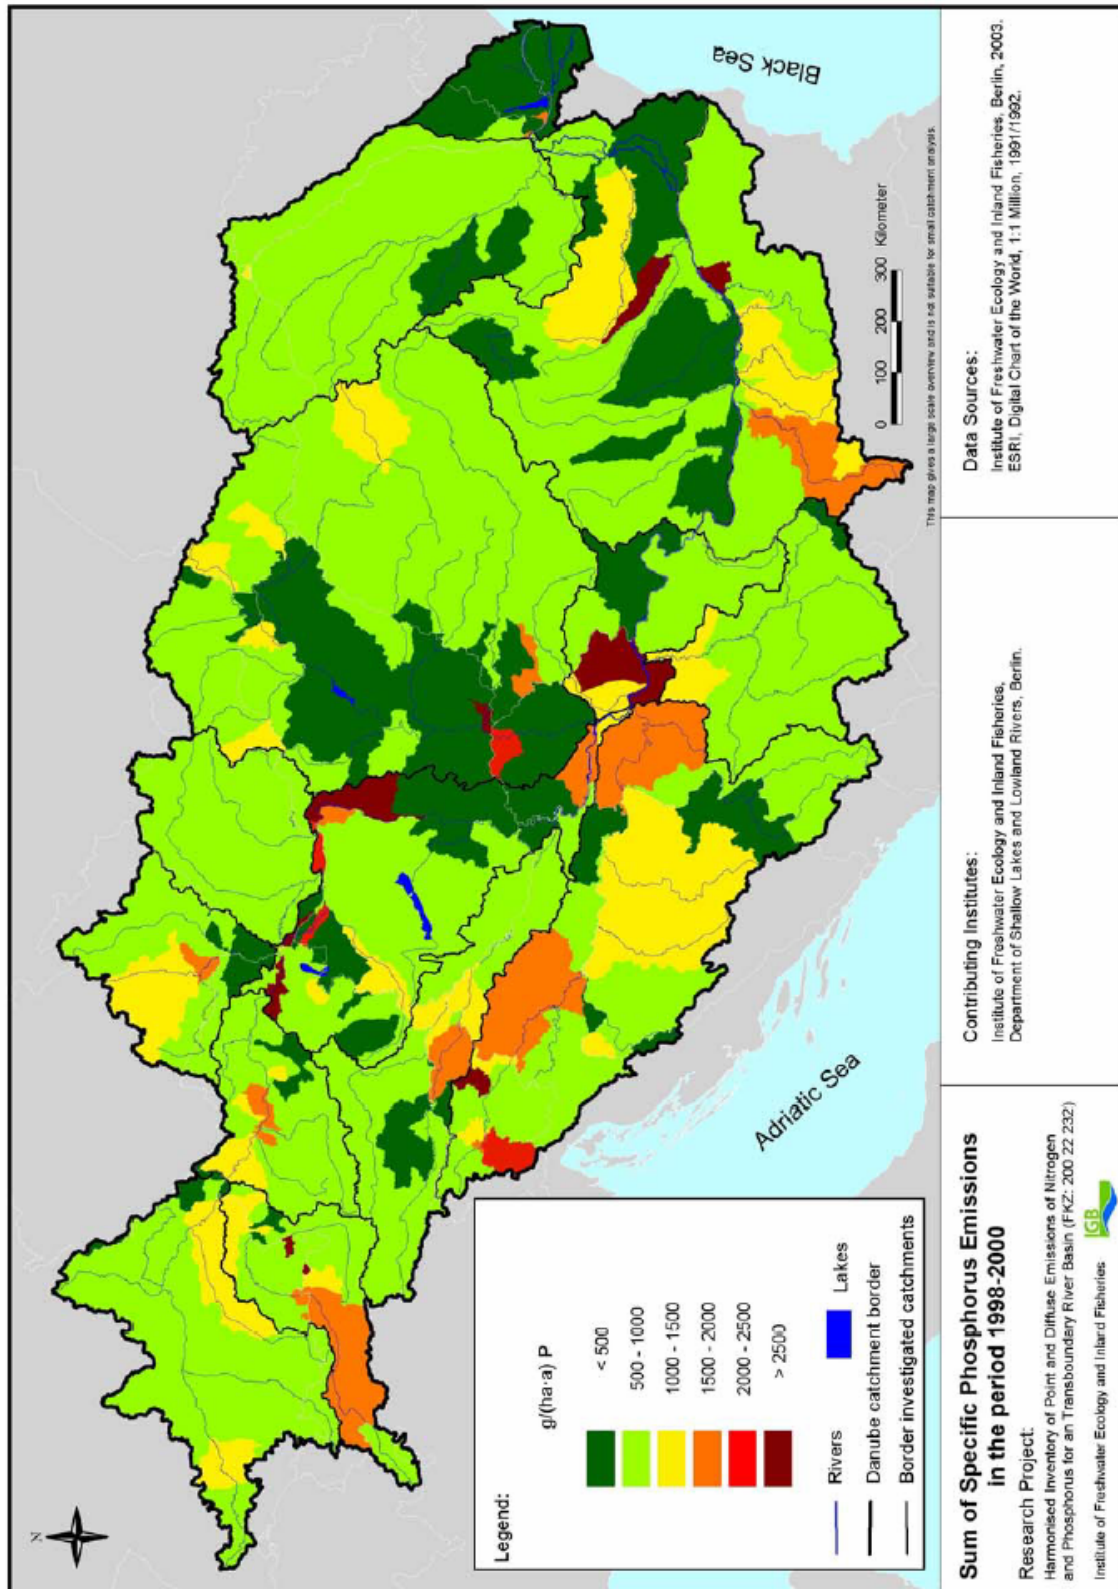 N
Black Sea
Adriatic Sea
0 100 200 300 Kilometer
This map gives a large scale overview and is not suitable for small catchment analysis.
Legend:
g/(ha·a) P
< 500
500 - 1000
1000 - 1500
1500 - 2000
2000 - 2500
> 2500
Rivers
Lakes
Danube catchment border
Border investigated catchments
Sum of Specific Phosphorus Emissions
in the period 1998-2000
Research Project:
Harmonised Inventory of Point and Diffuse Emissions of Nitrogen
and Phosphorus for an Transboundary River Basin (FKZ: 200 22 232)
Institute of Freshwater Ecology and Inland Fisheries
IGB
Contributing Institutes:
Institute of Freshwater Ecology and Inland Fisheries,
Department of Shallow Lakes and Lowland Rivers, Berlin.
Data Sources:
Institute of Freshwater Ecology and Inland Fisheries, Berlin, 2003.
ESRI, Digital Chart of the World, 1:1 Million, 1991/1992.